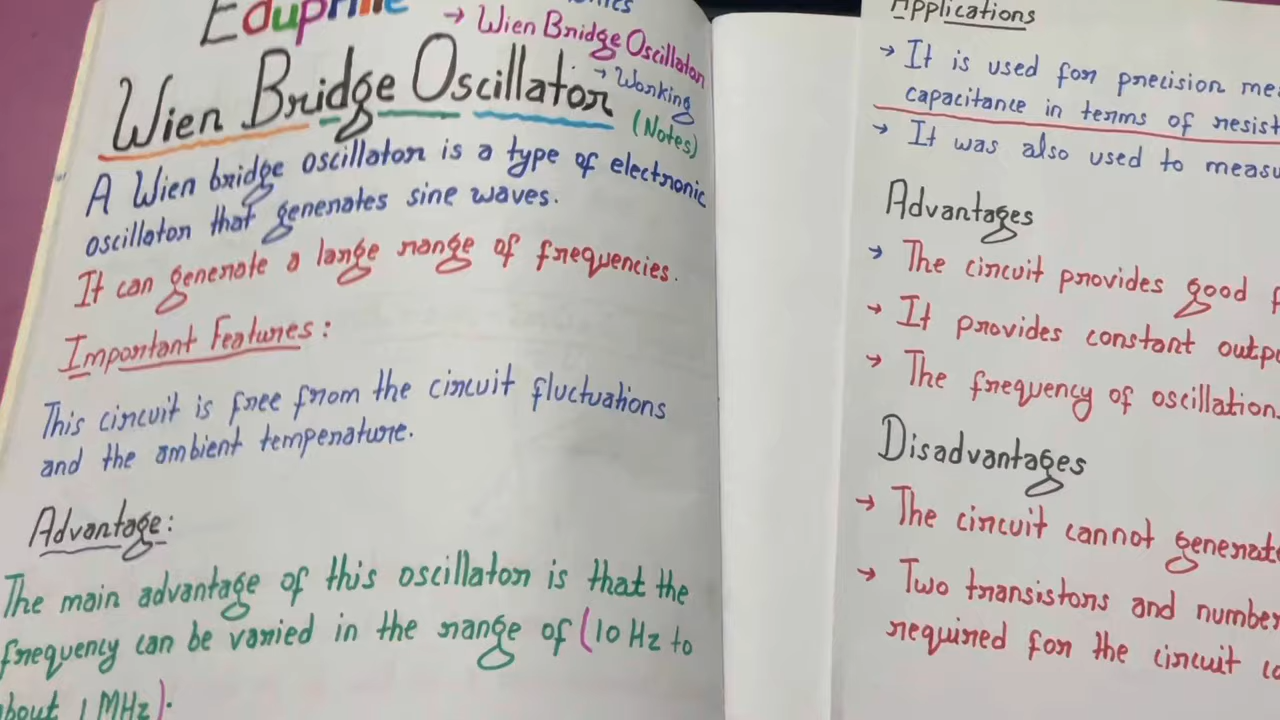 → Wien Bridge Oscillator
→ Working
(Notes)
Wien Bridge Oscillator
A Wien bridge oscillator is a type of electronic
oscillator that generates sine waves.
It can generate a large range of frequencies.
Important Features:
This circuit is free from the circuit fluctuations
and the ambient temperature.
Advantage:
The main advantage of this oscillator is that the
frequency can be varied in the range of (10 Hz to
about 1 MHz).
Applications
→ It is used for precision
capacitance in terms of
→ It was also used to
Advantages
→ The circuit provides good
→ It provides constant
→ The frequency of oscillation
Disadvantages
→ The circuit cannot
→ Two transistors and number
required for the circuit